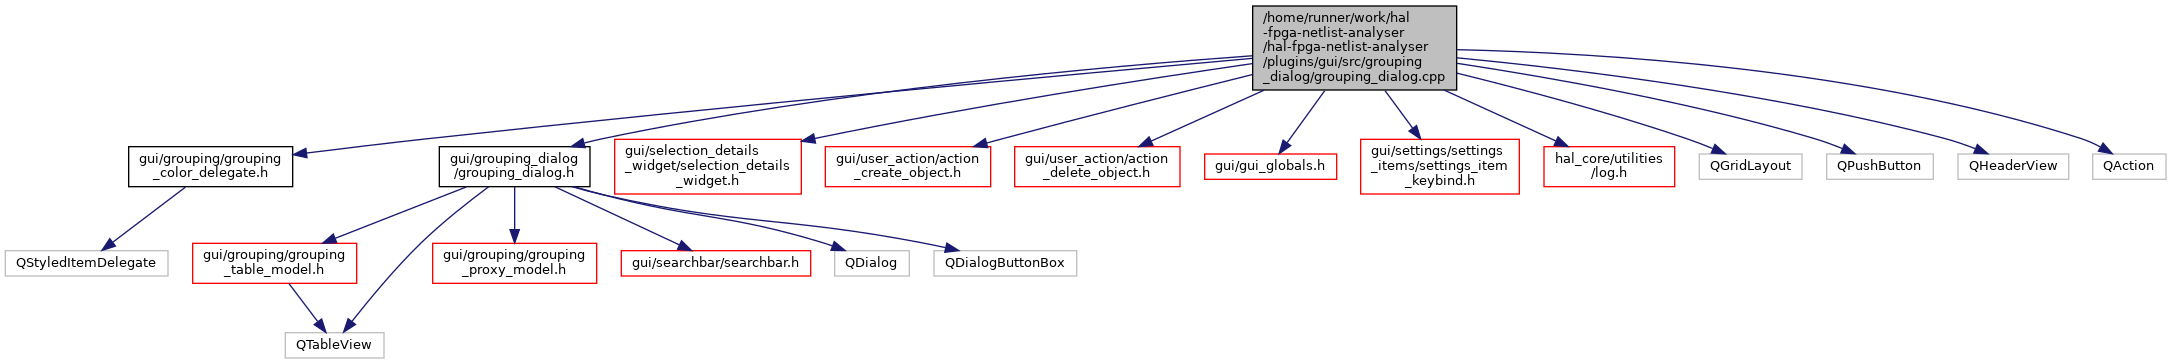 /home/runner/work/hal
-fpga-netlist-analyser
/hal-fpga-netlist-analyser
/plugins/gui/src/grouping
_dialog/grouping_dialog.cpp
gui/grouping/grouping
_color_delegate.h
gui/grouping_dialog
/grouping_dialog.h
gui/selection_details
_widget/selection_details
_widget.h
gui/user_action/action
_create_object.h
gui/user_action/action
_delete_object.h
gui/gui_globals.h
gui/settings/settings
_items/settings_item
_keybind.h
hal_core/utilities
/log.h
QGridLayout
QPushButton
QHeaderView
QAction
QStyledItemDelegate
gui/grouping/grouping
_table_model.h
gui/grouping/grouping
_proxy_model.h
gui/searchbar/searchbar.h
QDialog
QDialogButtonBox
QTableView